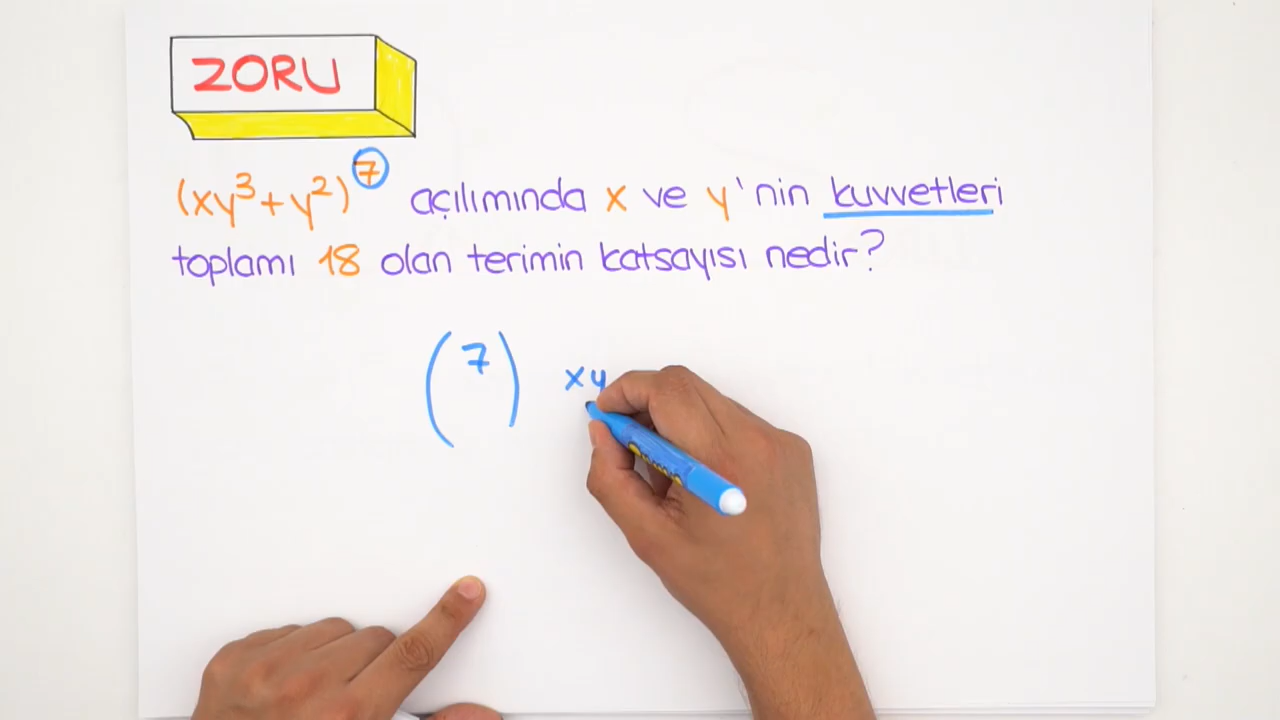 ZORU
(xy³+y²)⁷ açılımında x ve y'nin kuvvetleri
toplamı 18 olan terimin katsayısı nedir?
(7) xy